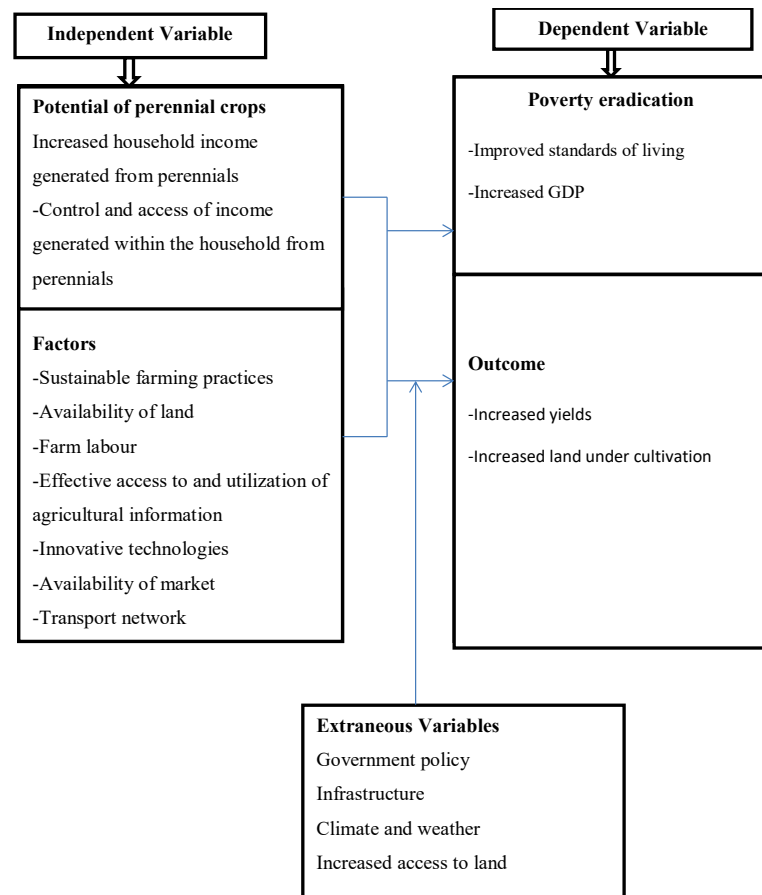 Independent Variable
Potential of perennial crops
Increased household income
generated from perennials
-Control and access of income
generated within the household from
perennials
Factors
-Sustainable farming practices
-Availability of land
-Farm labour
-Effective access to and utilization of
agricultural information
-Innovative technologies
-Availability of market
-Transport network
Dependent Variable
Poverty eradication
-Improved standards of living
-Increased GDP
Outcome
-Increased yields
-Increased land under cultivation
Extraneous Variables
Government policy
Infrastructure
Climate and weather
Increased access to land